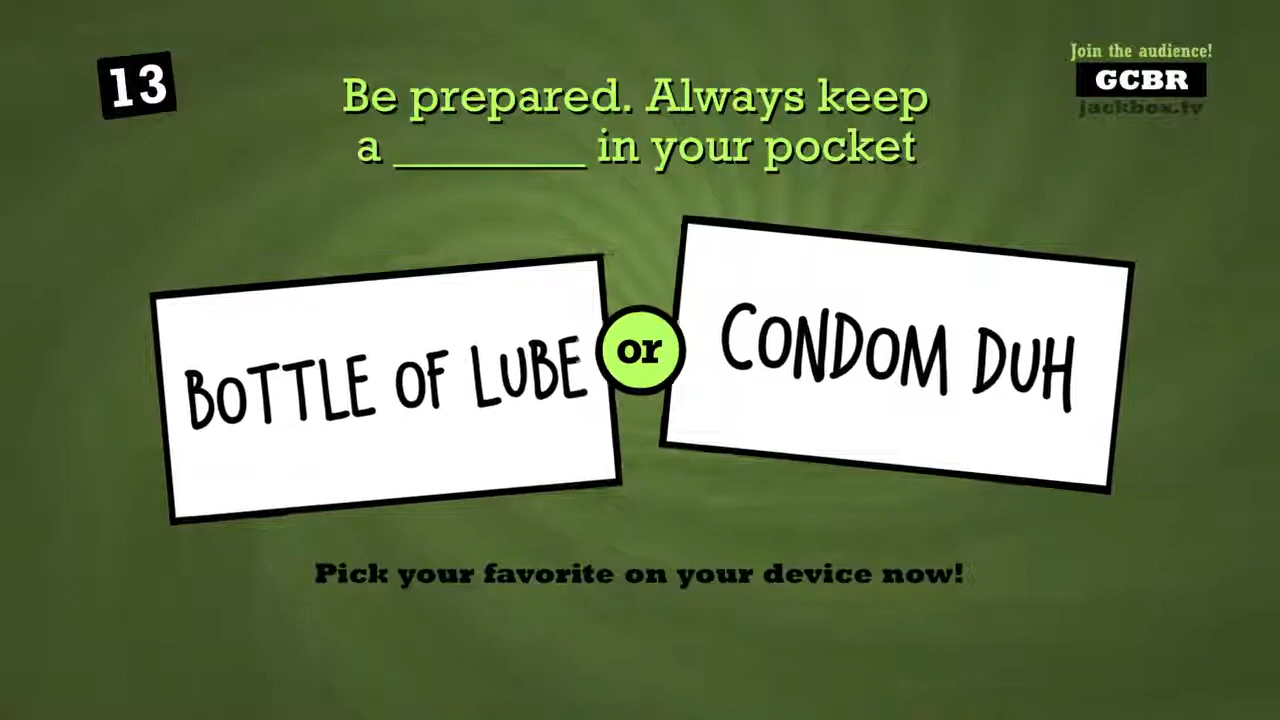 13
Join the audience!
GCBR
jackbox.tv
Be prepared. Always keep
a ________ in your pocket
BOTTLE OF LUBE
or
CONDOM DUH
Pick your favorite on your device now!